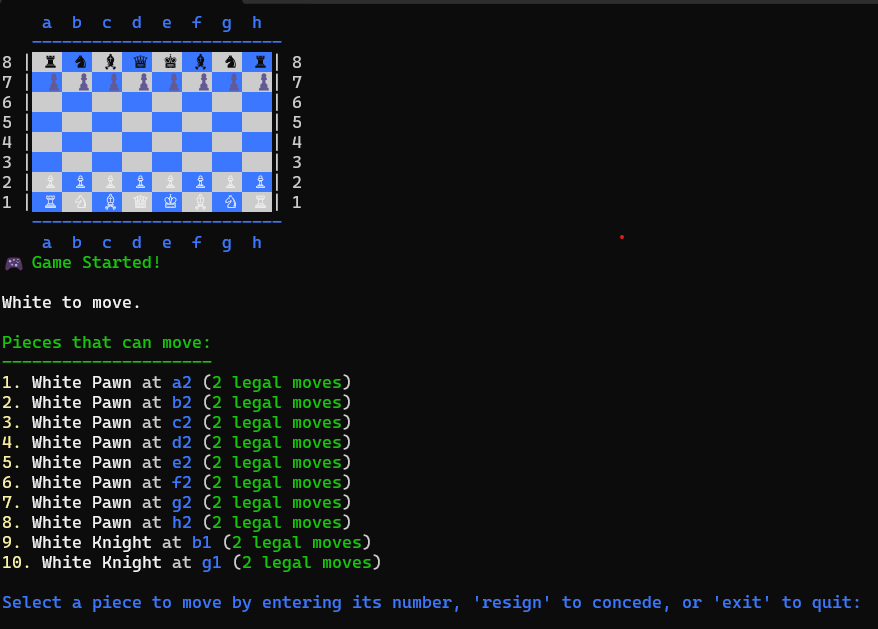 a b c d e f g h
8 | ♜ ♞ ♝ ♛ ♚ ♝ ♞ ♜ | 8
7 | ♟ ♟ ♟ ♟ ♟ ♟ ♟ ♟ | 7
6 | | 6
5 | | 5
4 | | 4
3 | | 3
2 | ♙ ♙ ♙ ♙ ♙ ♙ ♙ ♙ | 2
1 | ♖ ♘ ♗ ♕ ♔ ♗ ♘ ♖ | 1
a b c d e f g h
🎮 Game Started!
White to move.
Pieces that can move:
---------------------
1. White Pawn at a2 (2 legal moves)
2. White Pawn at b2 (2 legal moves)
3. White Pawn at c2 (2 legal moves)
4. White Pawn at d2 (2 legal moves)
5. White Pawn at e2 (2 legal moves)
6. White Pawn at f2 (2 legal moves)
7. White Pawn at g2 (2 legal moves)
8. White Pawn at h2 (2 legal moves)
9. White Knight at b1 (2 legal moves)
10. White Knight at g1 (2 legal moves)
Select a piece to move by entering its number, 'resign' to concede, or 'exit' to quit: